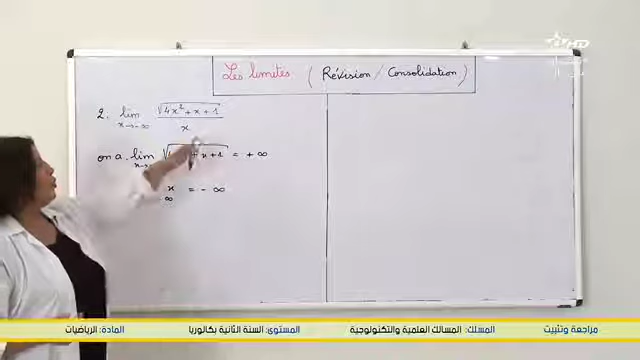 Les limites ( Révision / Consolidation )
2. lim x→-∞ √4x² + x + 1 / x
on a. lim √ + x + 1 = + ∞
x = - ∞
∞
مراجعة وتثبيت المسلك: المسالك العلمية والتكنولوجية المستوى: السنة الثانية بكالوريا المادة: الرياضيات